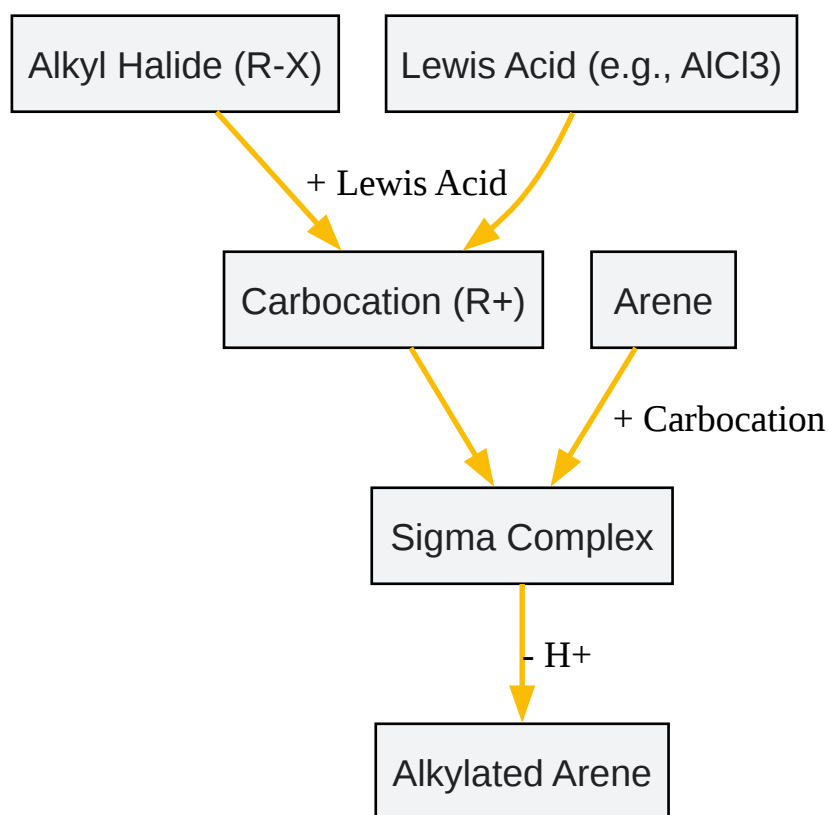 Alkyl Halide (R-X)
Lewis Acid (e.g., AlCl3)
+ Lewis Acid
Carbocation (R+)
Arene
+ Carbocation
Sigma Complex
- H+
Alkylated Arene